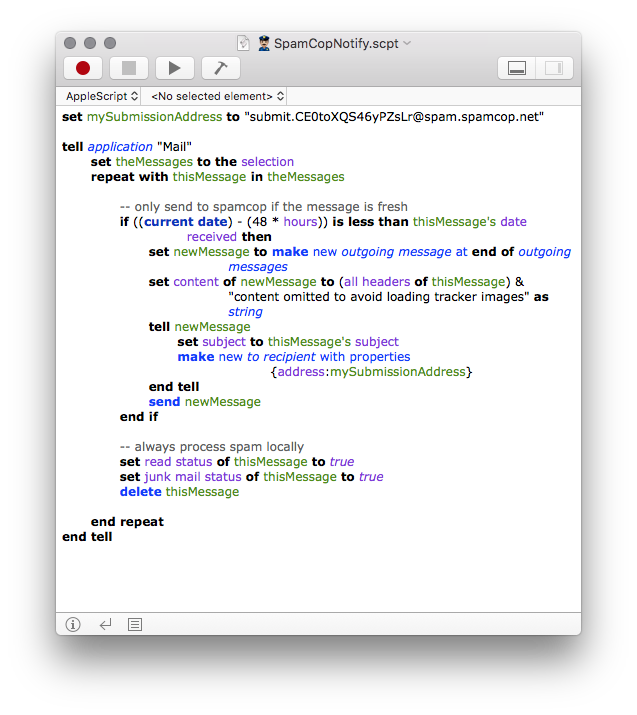 SpamCopNotify.scpt
AppleScript <No selected element>
set mySubmissionAddress to "submit.CE0toXQS46yPZsLr@spam.spamcop.net"
tell application "Mail"
set theMessages to the selection
repeat with thisMessage in theMessages
-- only send to spamcop if the message is fresh
if ((current date) - (48 * hours)) is less than thisMessage's date
received then
set newMessage to make new outgoing message at end of outgoing
messages
set content of newMessage to (all headers of thisMessage) &
"content omitted to avoid loading tracker images" as
string
tell newMessage
set subject to thisMessage's subject
make new to recipient with properties
{address:mySubmissionAddress}
end tell
send newMessage
end if
-- always process spam locally
set read status of thisMessage to true
set junk mail status of thisMessage to true
delete thisMessage
end repeat
end tell